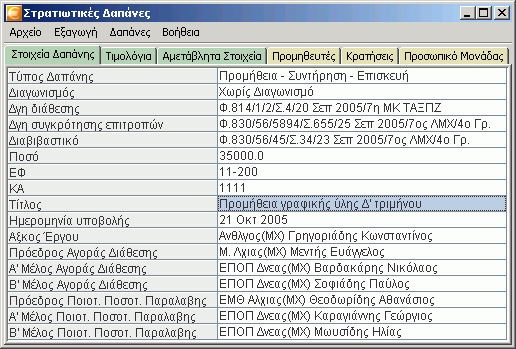 Στρατιωτικές Δαπάνες
Αρχείο Εξαγωγή Δαπάνες Βοήθεια
Στοιχεία Δαπάνης Τιμολόγια Αμετάβλητα Στοιχεία Προμηθευτές Κρατήσεις Προσωπικό Μονάδας
Τύπος Δαπάνης Προμήθεια - Συντήρηση - Επισκευή
Διαγωνισμός Χωρίς Διαγωνισμό
Δγη διάθεσης Φ.814/1/2/Σ.4/20 Σεπ 2005/7η ΜΚ ΤΑΞΠΖ
Δγη συγκρότησης επιτροπών Φ.830/56/5894/Σ.655/25 Σεπ 2005/7ος ΛΜΧ/4ο Γρ.
Διαβιβαστικό Φ.830/56/45/Σ.34/23 Σεπ 2005/7ος ΛΜΧ/4ο Γρ.
Ποσό 35000.0
ΕΦ 11-200
ΚΑ 1111
Τίτλος Προμήθεια γραφικής ύλης Δ' τριμήνου
Ημερομηνία υποβολής 21 Οκτ 2005
Αξκος Έργου Ανθλγος(ΜΧ) Γρηγοριάδης Κωνσταντίνος
Πρόεδρος Αγοράς Διάθεσης Μ. Λχιας(ΜΧ) Μεντής Ευάγγελος
Α' Μέλος Αγοράς Διάθεσης ΕΠΟΠ Δνεας(ΜΧ) Βαρδακάρης Νικόλαος
Β' Μέλος Αγοράς Διάθεσης ΕΠΟΠ Δνεας(ΜΧ) Σοφιάδης Παύλος
Πρόεδρος Ποιοτ. Ποσοτ. Παραλαβης ΕΜΘ Αλχιας(ΜΧ) Θεοδωρίδης Αθανάσιος
Α' Μέλος Ποιοτ. Ποσοτ. Παραλαβης ΕΠΟΠ Δνεας(ΜΧ) Καραγιάννης Γεώργιος
Β' Μέλος Ποιοτ. Ποσοτ. Παραλαβης ΕΠΟΠ Δνεας(ΜΧ) Μωυσίδης Ηλίας